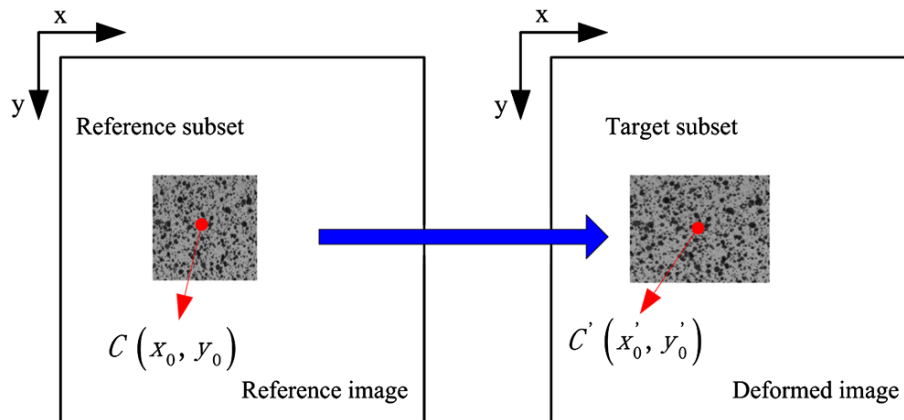 x
y
Reference subset
C (x₀, y₀)
Reference image
x
y
Target subset
C' (x₀', y₀')
Deformed image